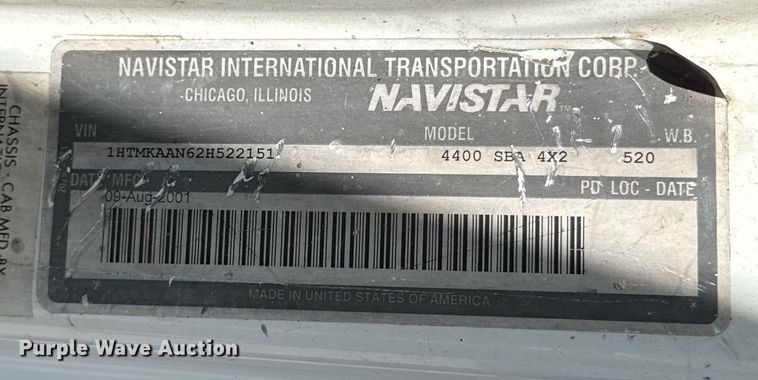 NAVISTAR INTERNATIONAL TRANSPORTATION CORP.
CHICAGO, ILLINOIS NAVISTAR
VIN MODEL W.B.
1HTMKAAN62H522151 4400 SBA 4X2 520
DATE MFG PD LOC - DATE
09-Aug-2001
MADE IN UNITED STATES OF AMERICA
CHASSIS - CAB MFD. BY
Purple Wave Auction